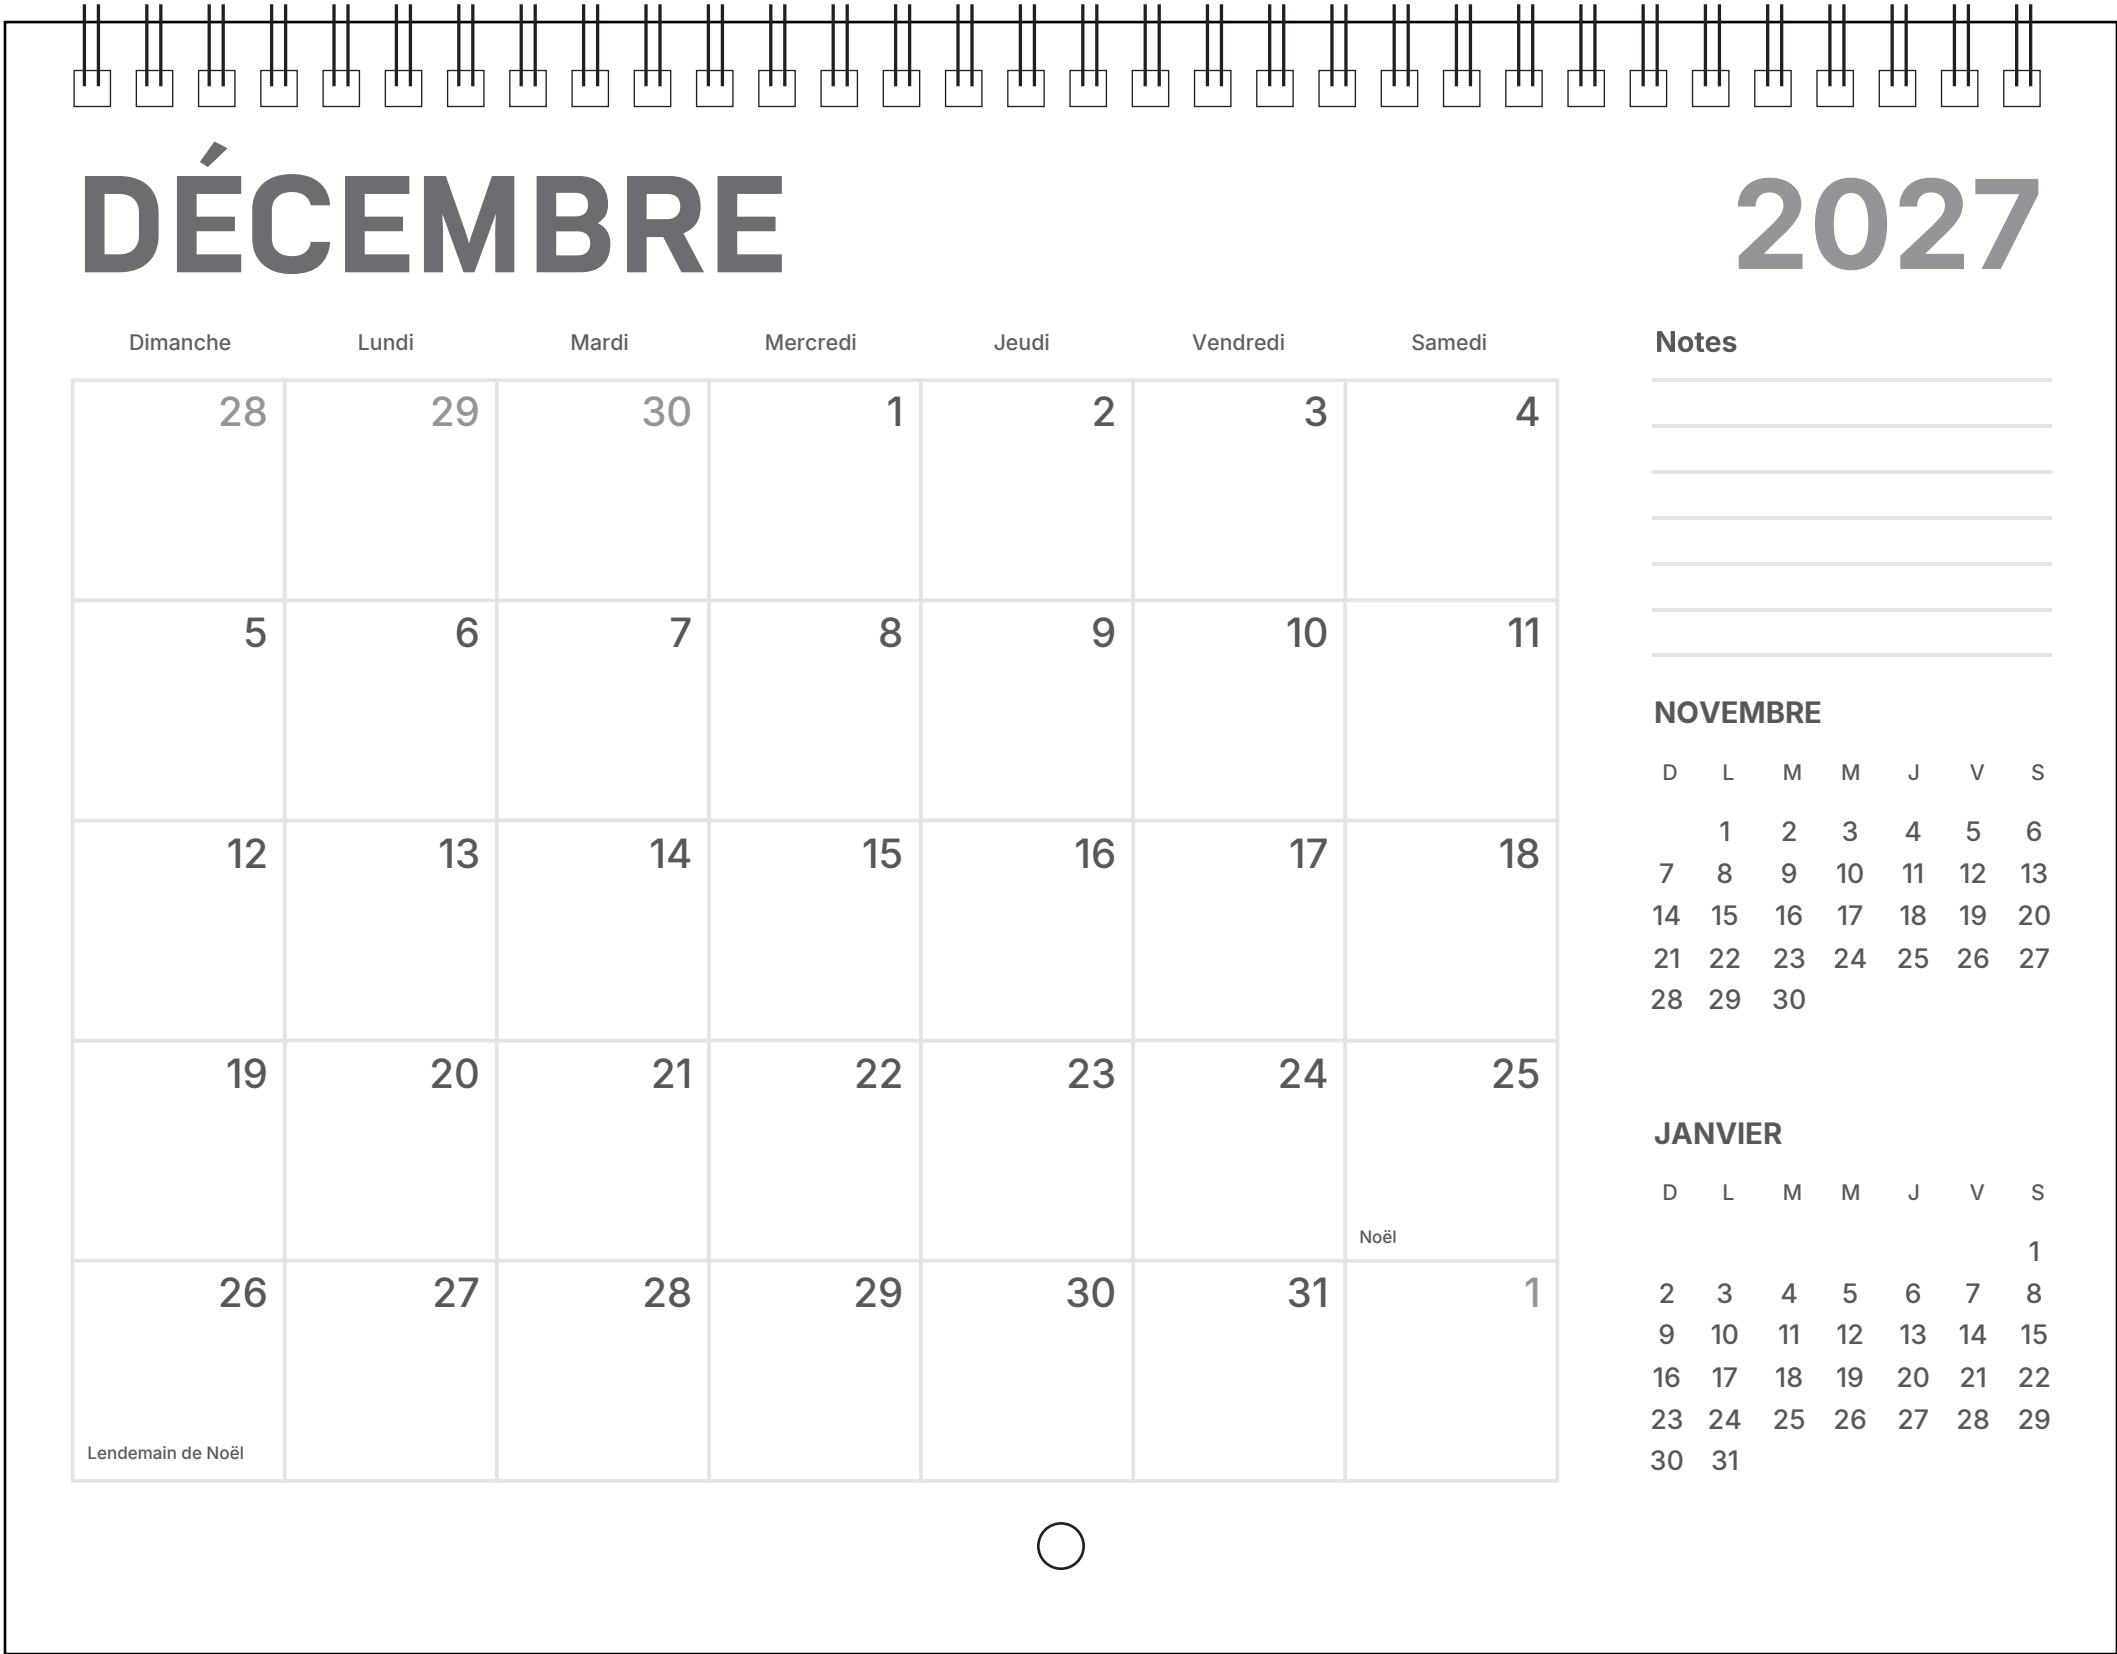 DÉCEMBRE 2027
Dimanche Lundi Mardi Mercredi Jeudi Vendredi Samedi
28 29 30 1 2 3 4
5 6 7 8 9 10 11
12 13 14 15 16 17 18
19 20 21 22 23 24 25
Noël
26 27 28 29 30 31 1
Lendemain de Noël
Notes
NOVEMBRE
D L M M J V S
1 2 3 4 5 6
7 8 9 10 11 12 13
14 15 16 17 18 19 20
21 22 23 24 25 26 27
28 29 30
JANVIER
D L M M J V S
1
2 3 4 5 6 7 8
9 10 11 12 13 14 15
16 17 18 19 20 21 22
23 24 25 26 27 28 29
30 31